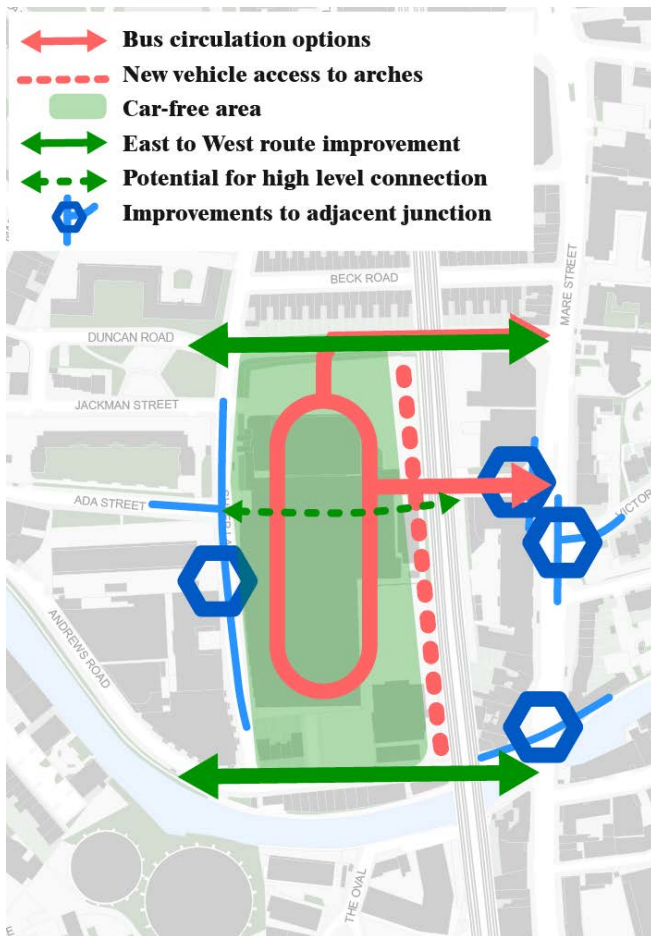 Bus circulation options
New vehicle access to arches
Car-free area
East to West route improvement
Potential for high level connection
Improvements to adjacent junction
BECK ROAD
MARE STREET
DUNCAN ROAD
JACKMAN STREET
ADA STREET
ANDREWS ROAD
THE OVAL